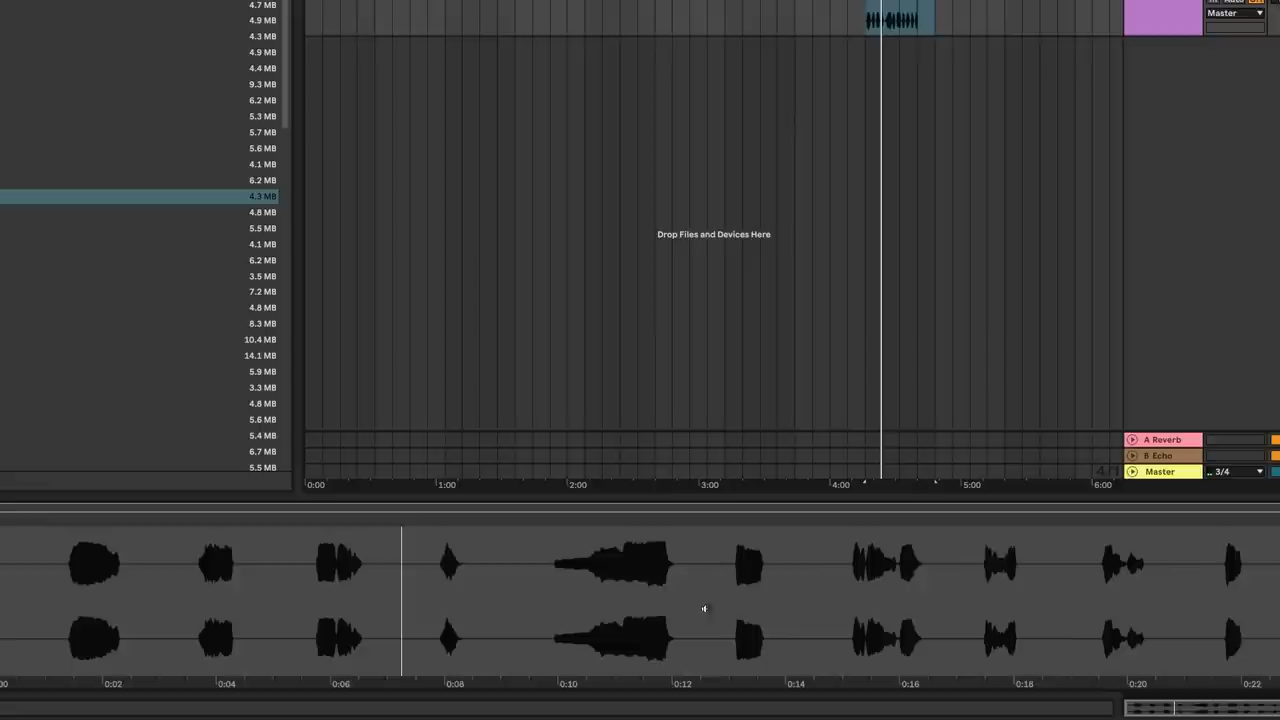 4.7 MB
4.9 MB
4.3 MB
4.9 MB
4.4 MB
9.3 MB
6.2 MB
5.3 MB
5.7 MB
5.6 MB
4.1 MB
6.2 MB
4.3 MB
4.8 MB
5.5 MB
4.1 MB
6.2 MB
3.5 MB
7.2 MB
4.8 MB
8.3 MB
10.4 MB
14.1 MB
5.9 MB
3.3 MB
4.8 MB
5.6 MB
5.4 MB
6.7 MB
5.5 MB
Master
Drop Files and Devices Here
A Reverb
B Echo
4/1 Master .. 3/4
0:00 1:00 2:00 3:00 4:00 5:00 6:00
0:02 0:04 0:06 0:08 0:10 0:12 0:14 0:16 0:18 0:20 0:22